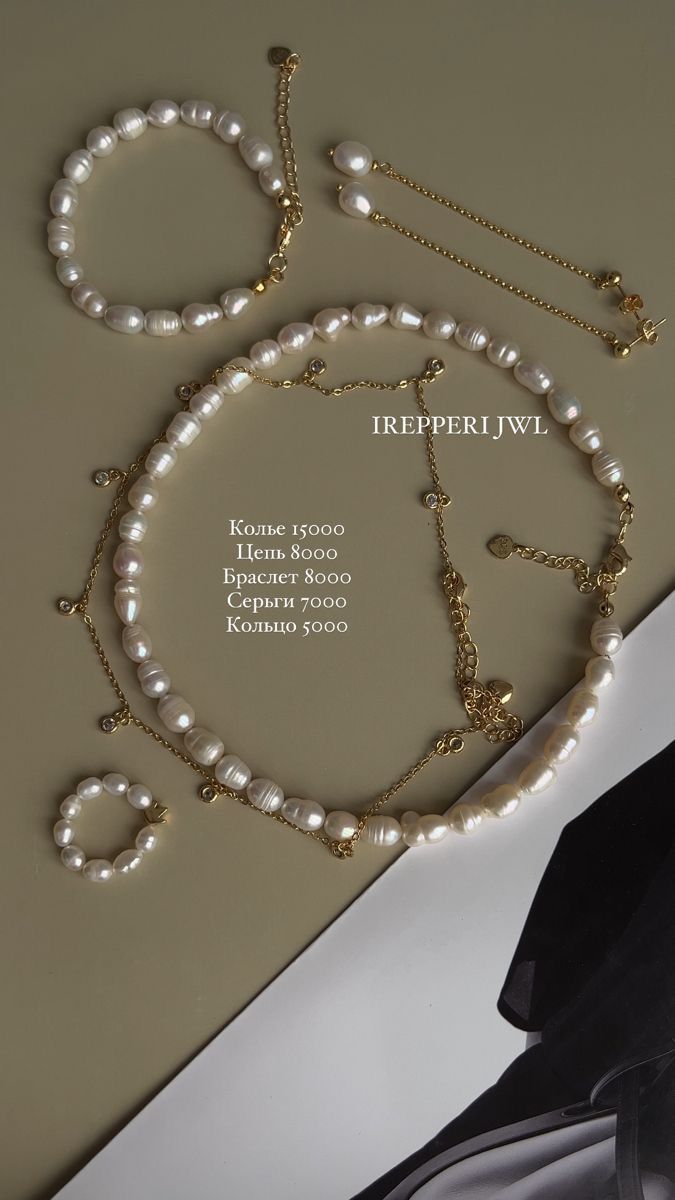 IREPPERI JWL
Колье 15000
Цепь 8000
Браслет 8000
Серьги 7000
Кольцо 5000